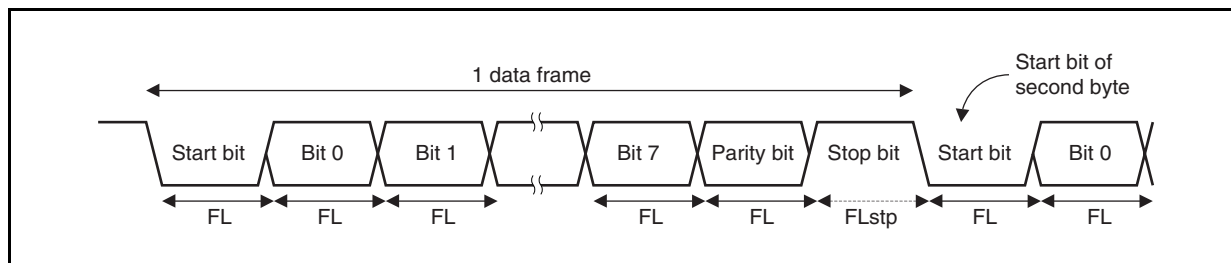 1 data frame
Start bit of
second byte
Start bit
Bit 0
Bit 1
Bit 7
Parity bit
Stop bit
Start bit
Bit 0
FL
FL
FL
FL
FL
FLstp
FL
FL